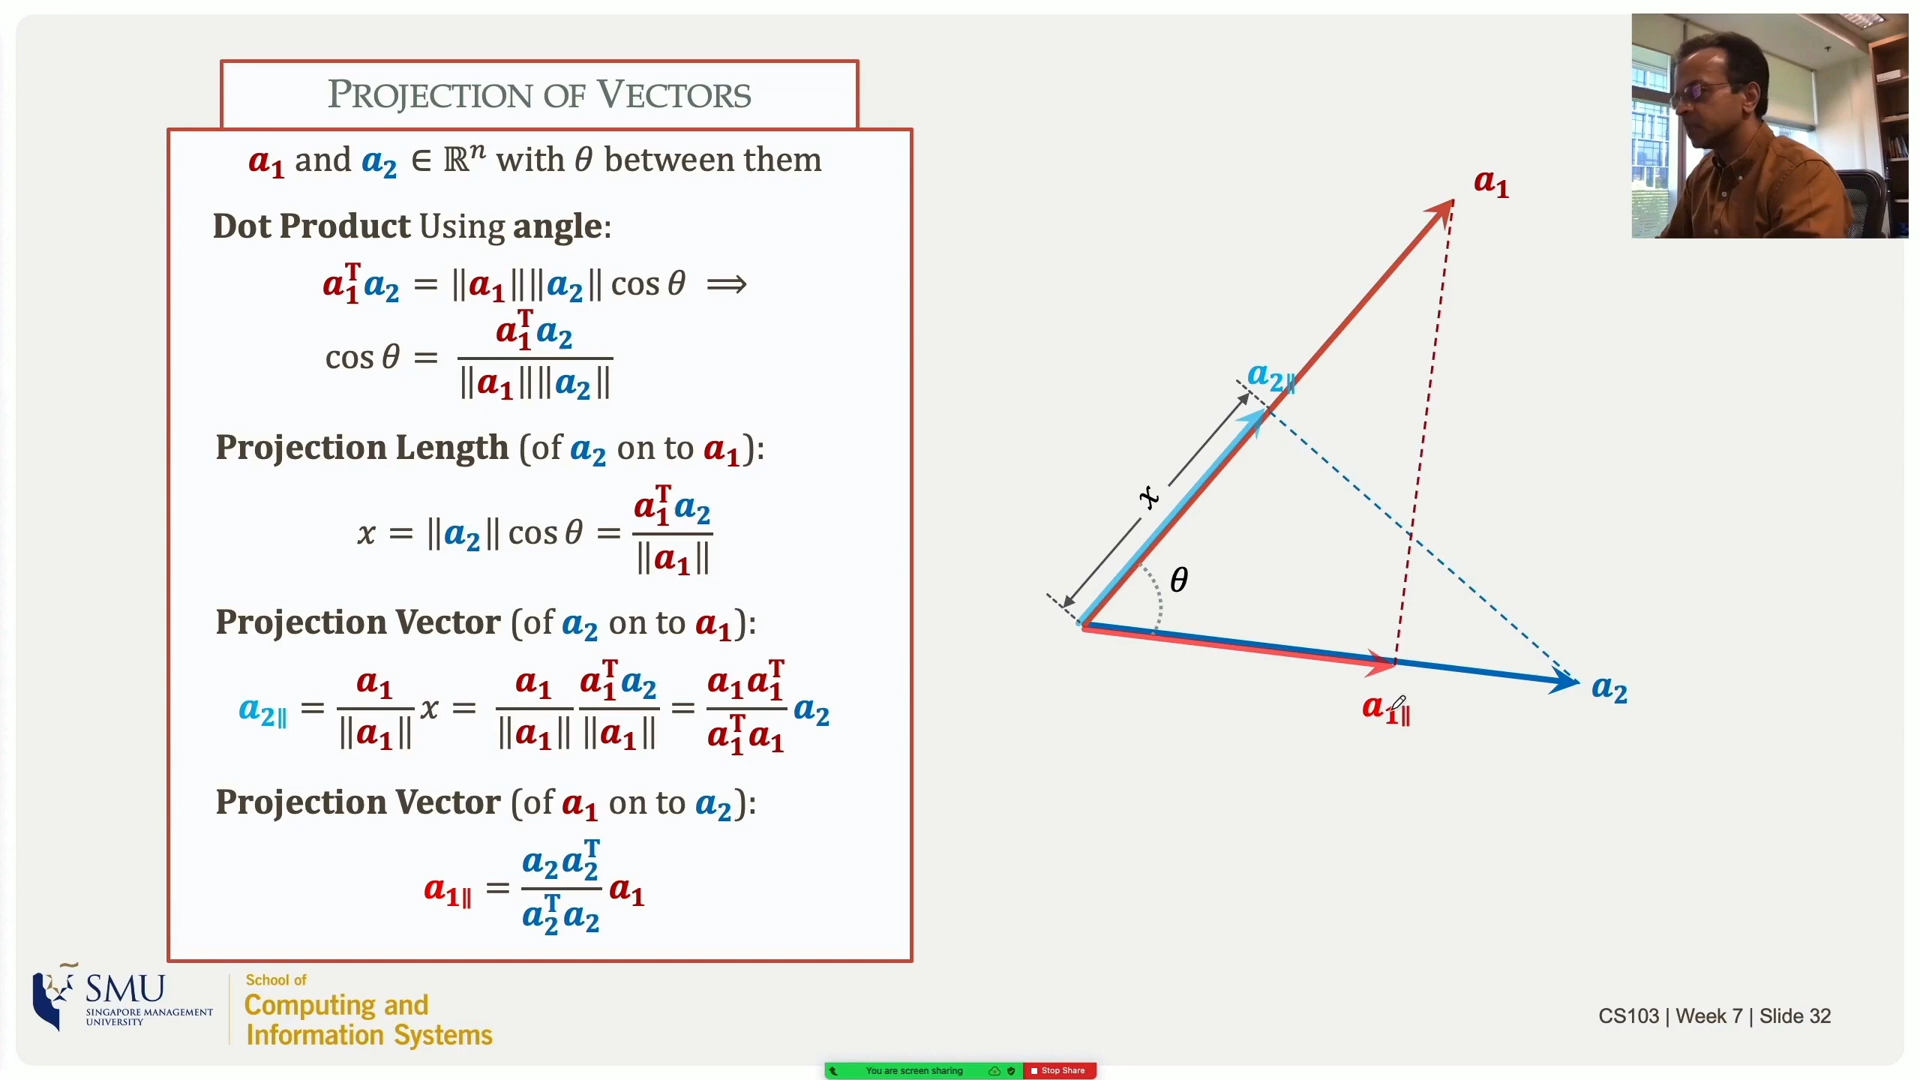 PROJECTION OF VECTORS
a₁ and a₂ ∈ ℝⁿ with θ between them
Dot Product Using angle:
a₁ᵀa₂ = ‖a₁‖‖a₂‖ cos θ ⟹
cos θ = a₁ᵀa₂ / ‖a₁‖‖a₂‖
Projection Length (of a₂ on to a₁):
x = ‖a₂‖ cos θ = a₁ᵀa₂ / ‖a₁‖
Projection Vector (of a₂ on to a₁):
a₂∥ = a₁ / ‖a₁‖ x = a₁ / ‖a₁‖ a₁ᵀa₂ / ‖a₁‖ = a₁a₁ᵀ / a₁ᵀa₁ a₂
Projection Vector (of a₁ on to a₂):
a₁∥ = a₂a₂ᵀ / a₂ᵀa₂ a₁
a₁
a₂∥
x
θ
a₂
a₁∥
SMU
SINGAPORE MANAGEMENT
UNIVERSITY
School of
Computing and
Information Systems
CS103 | Week 7 | Slide 32
You are screen sharing
Stop Share